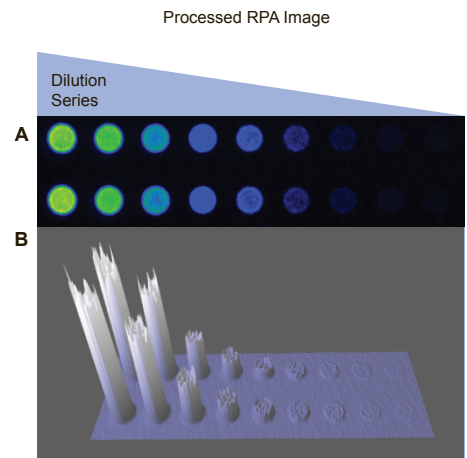 Processed RPA Image
Dilution
Series
A
B